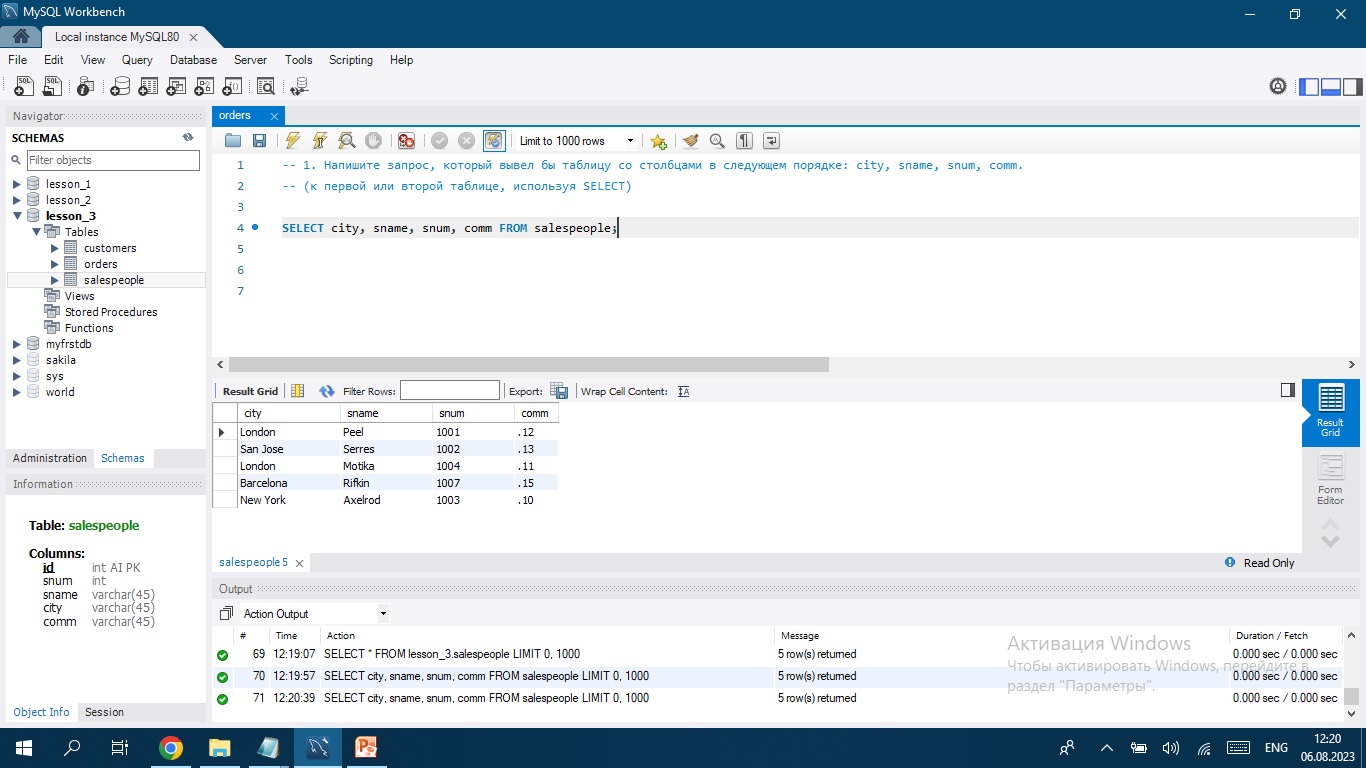 MySQL Workbench
Local instance MySQL80
File Edit View Query Database Server Tools Scripting Help
Navigator
SCHEMAS
Filter objects
lesson_1
lesson_2
lesson_3
Tables
customers
orders
salespeople
Views
Stored Procedures
Functions
myfrstdb
sakila
sys
world
Administration Schemas
Information
Table: salespeople
Columns:
id int AI PK
snum int
sname varchar(45)
city varchar(45)
comm varchar(45)
Object Info Session
orders
Limit to 1000 rows
1 -- 1. Напишите запрос, который вывел бы таблицу со столбцами в следующем порядке: city, sname, snum, comm.
2 -- (к первой или второй таблице, используя SELECT)
3
4 SELECT city, sname, snum, comm FROM salespeople;
5
6
7
Result Grid Filter Rows: Export: Wrap Cell Content:
city sname snum comm
London Peel 1001 .12
San Jose Serres 1002 .13
London Motika 1004 .11
Barcelona Rifkin 1007 .15
New York Axelrod 1003 .10
Result
Grid
Form
Editor
salespeople 5
Read Only
Output
Action Output
# Time Action Message Duration / Fetch
69 12:19:07 SELECT * FROM lesson_3.salespeople LIMIT 0, 1000 5 row(s) returned 0.000 sec / 0.000 sec
70 12:19:57 SELECT city, sname, snum, comm FROM salespeople LIMIT 0, 1000 5 row(s) returned 0.000 sec / 0.000 sec
71 12:20:39 SELECT city, sname, snum, comm FROM salespeople LIMIT 0, 1000 5 row(s) returned 0.000 sec / 0.000 sec
Активация Windows
Чтобы активировать Windows, перейдите в
раздел "Параметры".
ENG
12:20
06.08.2023